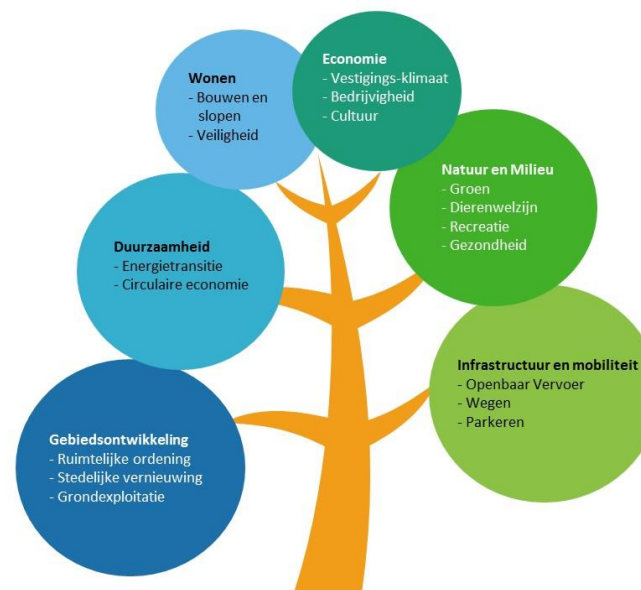 Economie
- Vestigings-klimaat
- Bedrijvigheid
- Cultuur
Wonen
- Bouwen en
slopen
- Veiligheid
Natuur en Milieu
- Groen
- Dierenwelzijn
- Recreatie
- Gezondheid
Duurzaamheid
- Energietransitie
- Circulaire economie
Infrastructuur en mobiliteit
- Openbaar Vervoer
- Wegen
- Parkeren
Gebiedsontwikkeling
- Ruimtelijke ordening
- Stedelijke vernieuwing
- Grondexploitatie